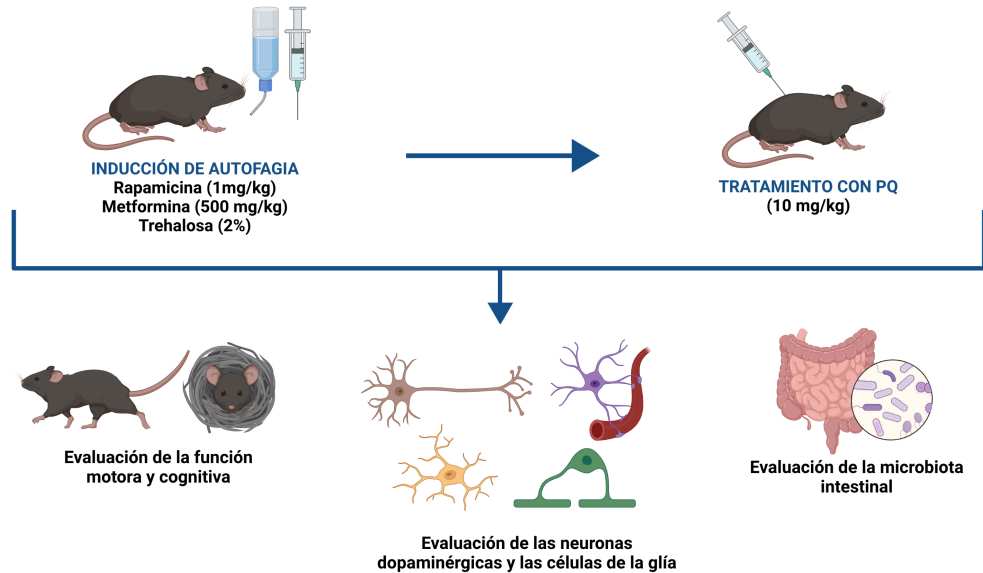 INDUCCIÓN DE AUTOFAGIA
Rapamicina (1mg/kg)
Metformina (500 mg/kg)
Trehalosa (2%)
TRATAMIENTO CON PQ
(10 mg/kg)
Evaluación de la función
motora y cognitiva
Evaluación de las neuronas
dopaminérgicas y las células de la glía
Evaluación de la microbiota
intestinal